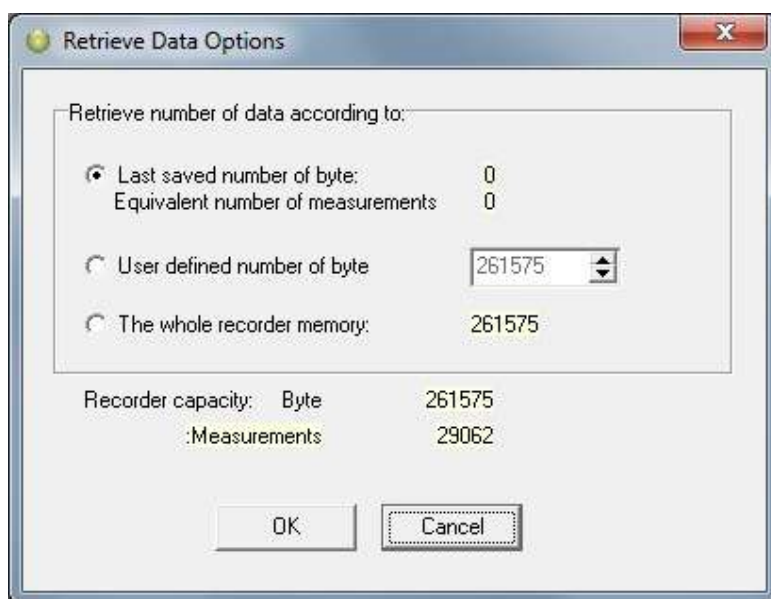 Retrieve Data Options
Retrieve number of data according to:
Last saved number of byte: 0
Equivalent number of measurements 0
User defined number of byte 261575
The whole recorder memory: 261575
Recorder capacity: Byte 261575
:Measurements 29062
OK Cancel